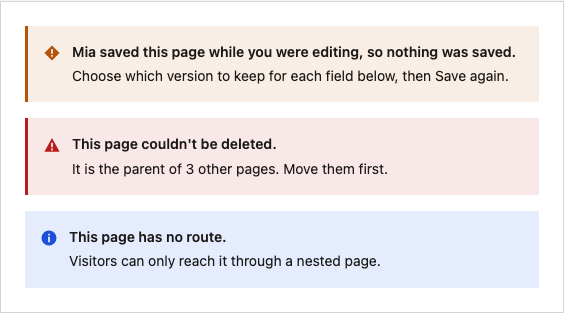 Mia saved this page while you were editing, so nothing was saved.
Choose which version to keep for each field below, then Save again.
This page couldn't be deleted.
It is the parent of 3 other pages. Move them first.
This page has no route.
Visitors can only reach it through a nested page.